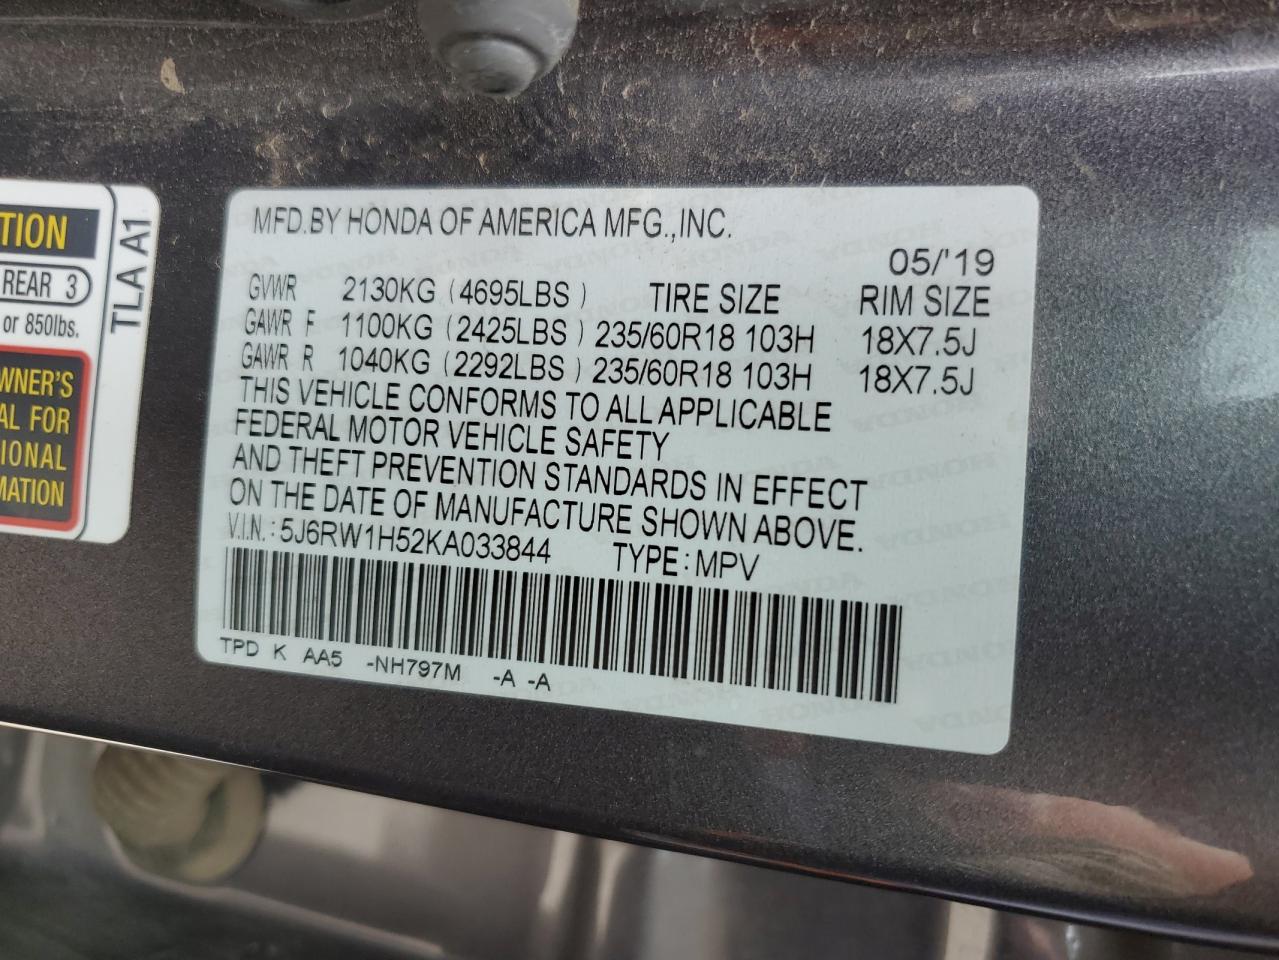 TION
REAR 3
or 850lbs.
WNER'S
AL FOR
IONAL
MATION
TLA A1
MFD.BY HONDA OF AMERICA MFG.,INC.
05/'19
GVWR 2130KG (4695LBS) TIRE SIZE RIM SIZE
GAWR F 1100KG (2425LBS) 235/60R18 103H 18X7.5J
GAWR R 1040KG (2292LBS) 235/60R18 103H 18X7.5J
THIS VEHICLE CONFORMS TO ALL APPLICABLE
FEDERAL MOTOR VEHICLE SAFETY
AND THEFT PREVENTION STANDARDS IN EFFECT
ON THE DATE OF MANUFACTURE SHOWN ABOVE.
V.I.N.: 5J6RW1H52KA033844 TYPE: MPV
TPD K AA5 -NH797M -A -A